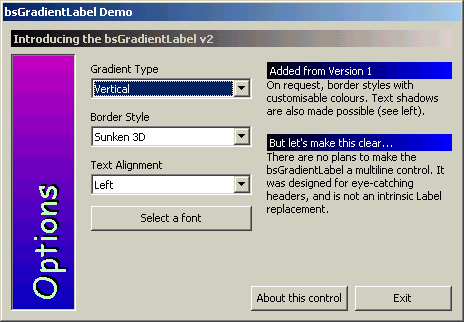 bsGradientLabel Demo
Introducing the bsGradientLabel v2
Options
Gradient Type
Vertical
Border Style
Sunken 3D
Text Alignment
Left
Select a font
Added from Version 1
On request, border styles with
customisable colours. Text shadows
are also made possible (see left).
But let's make this clear...
There are no plans to make the
bsGradientLabel a multiline control. It
was designed for eye-catching
headers, and is not an intrinsic Label
replacement.
About this control
Exit